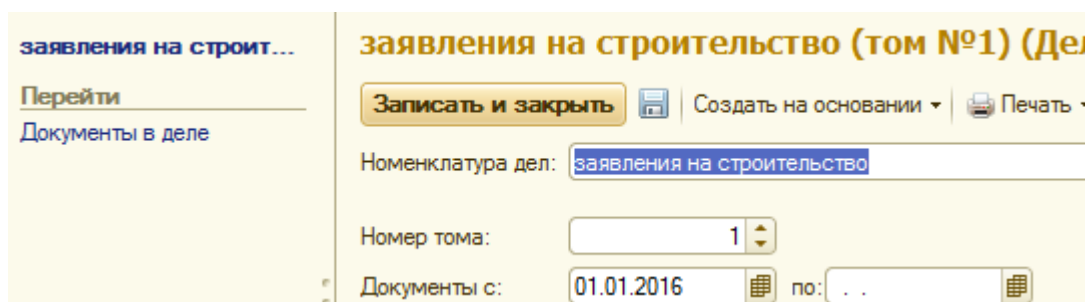 заявления на строит...
Перейти
Документы в деле
заявления на строительство (том №1) (Дел
Записать и закрыть Создать на основании Печать
Номенклатура дел: заявления на строительство
Номер тома: 1
Документы с: 01.01.2016 по: . .